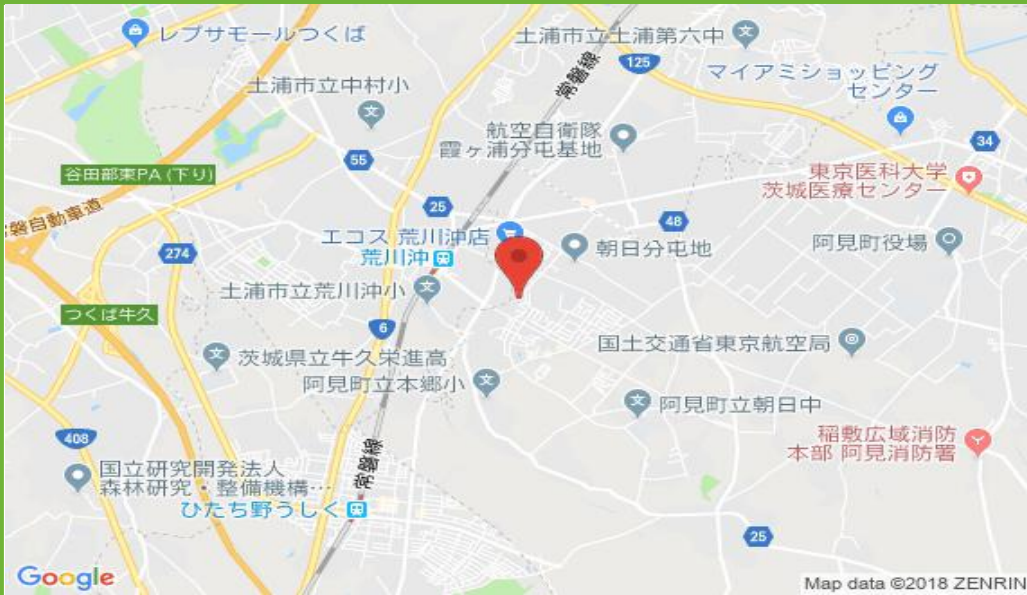 レプサモールつくば
土浦市立土浦第六中
125
マイアミショッピング
センター
土浦市立中村小
常磐線
航空自衛隊
霞ヶ浦分屯基地
34
55
谷田部東PA (下り)
東京医科大学
茨城医療センター
25
48
常磐自動車道
274
エコス 荒川沖店
荒川沖
朝日分屯地
阿見町役場
土浦市立荒川沖小
つくば牛久
6
国土交通省東京航空局
茨城県立牛久栄進高
阿見町立本郷小
阿見町立朝日中
408
稲敷広域消防
本部 阿見消防署
国立研究開発法人
森林研究・整備機構…
常磐線
ひたち野うしく
25
Google
Map data ©2018 ZENRIN